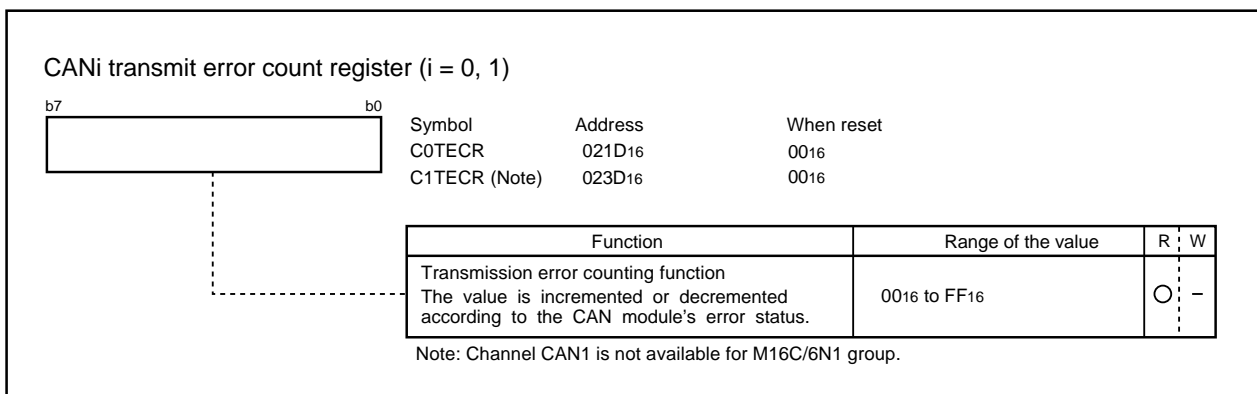 CANi transmit error count register (i = 0, 1)
b7 b0
Symbol Address When reset
C0TECR 021D16 0016
C1TECR (Note) 023D16 0016
Function Range of the value R W
Transmission error counting function
The value is incremented or decremented 0016 to FF16 –
according to the CAN module's error status.
Note: Channel CAN1 is not available for M16C/6N1 group.